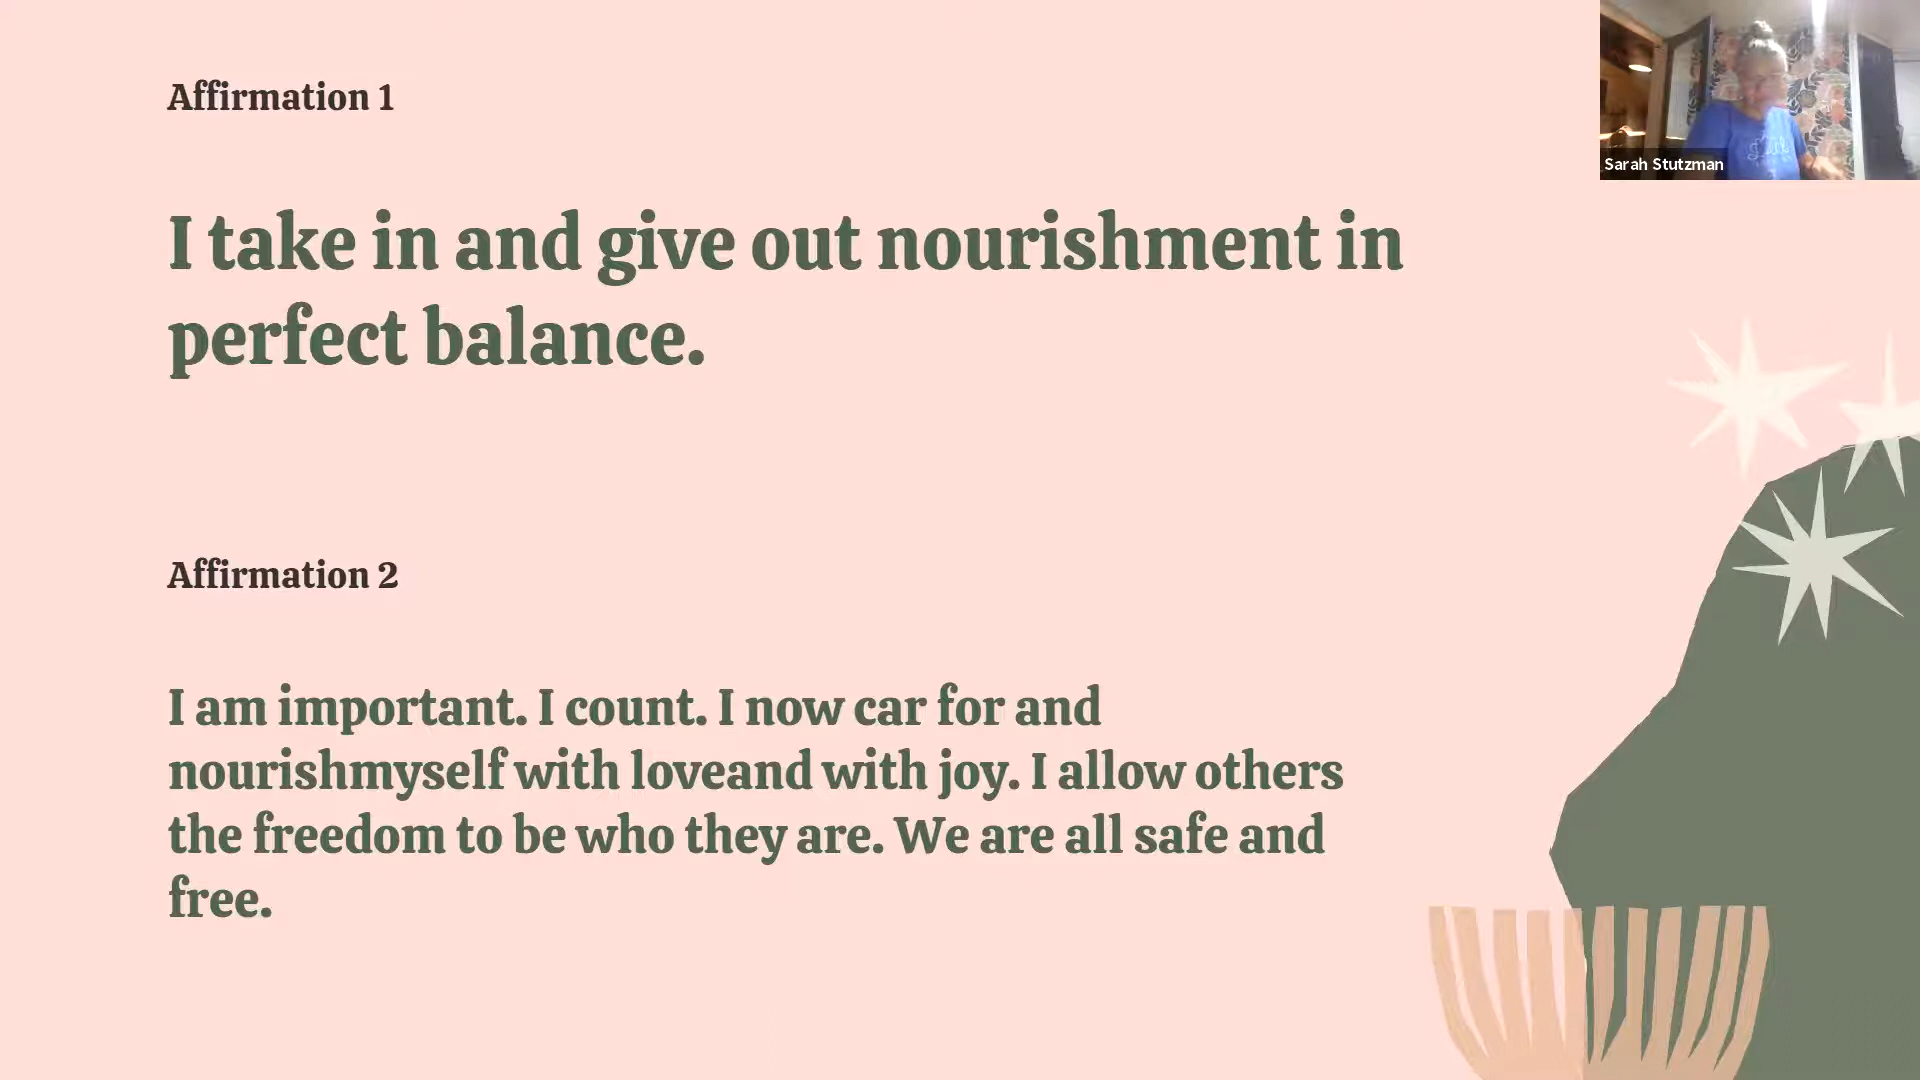 Affirmation 1
I take in and give out nourishment in
perfect balance.
Affirmation 2
I am important. I count. I now car for and
nourishmyself with loveand with joy. I allow others
the freedom to be who they are. We are all safe and
free.
Sarah Stutzman